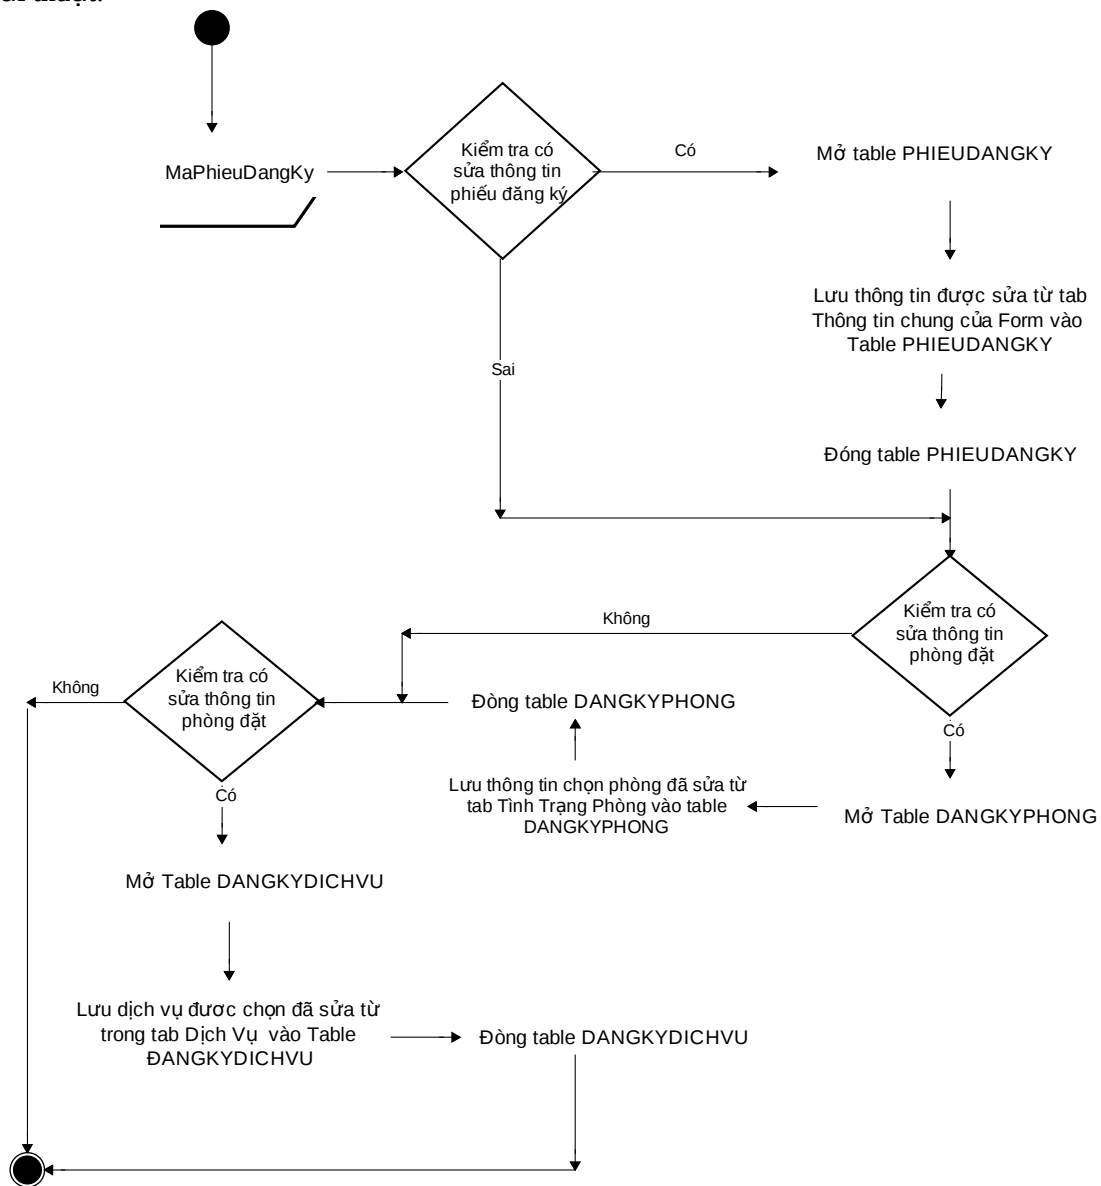 MaPhieuDangKy
Kiểm tra có
sửa thông tin
phiếu đăng ký
Có
Mở table PHIEUDANGKY
Lưu thông tin được sửa từ tab
Thông tin chung của Form vào
Table PHIEUDANGKY
Sai
Đóng table PHIEUDANGKY
Kiểm tra có
sửa thông tin
phòng đặt
Không
Có
Mở Table DANGKYPHONG
Lưu thông tin chọn phòng đã sửa từ
tab Tình Trạng Phòng vào table
DANGKYPHONG
Đòng table DANGKYPHONG
Kiểm tra có
sửa thông tin
phòng đặt
Không
Có
Mở Table DANGKYDICHVU
Lưu dịch vụ đươc chọn đã sửa từ
trong tab Dịch Vụ vào Table
ĐANGKYDICHVU
Đòng table DANGKYDICHVU